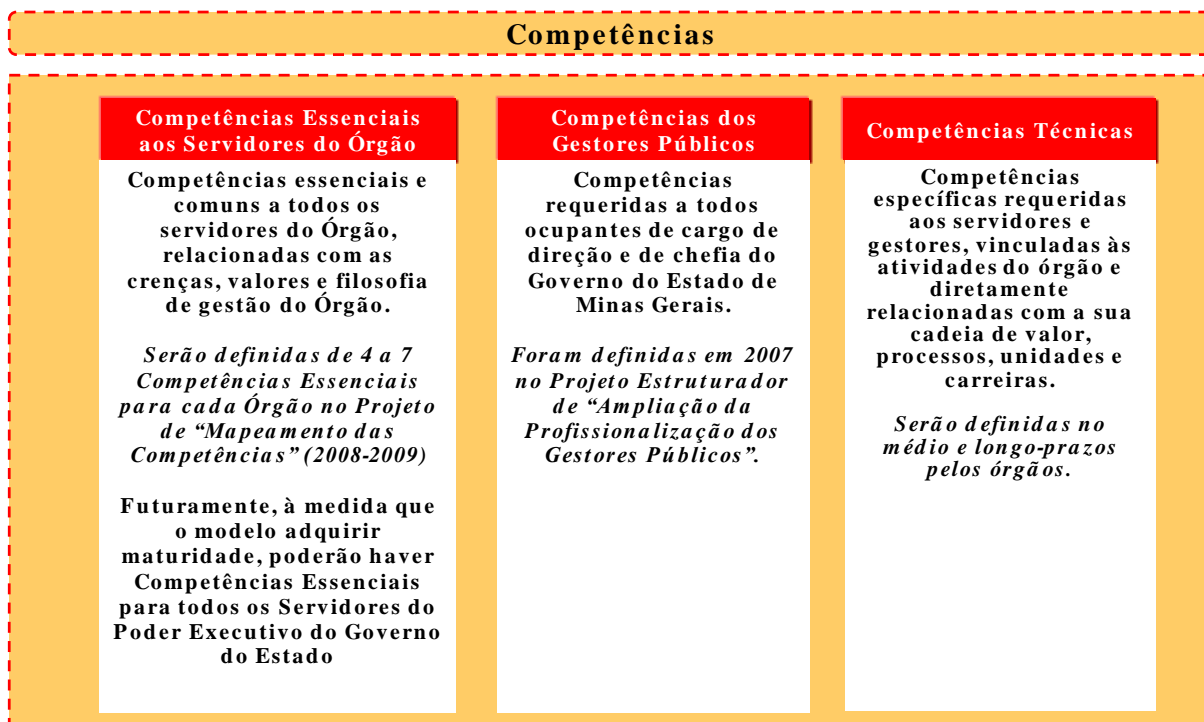 Competências
Competências Essenciais
aos Servidores do Órgão
Competências essenciais e
comuns a todos os
servidores do Órgão,
relacionadas com as
crenças, valores e filosofia
de gestão do Órgão.
Serão definidas de 4 a 7
Competências Essenciais
para cada Órgão no Projeto
de “Mapeamento das
Competências” (2008-2009)
Futuramente, à medida que
o modelo adquirir
maturidade, poderão haver
Competências Essenciais
para todos os Servidores do
Poder Executivo do Governo
do Estado
Competências dos
Gestores Públicos
Competências
requeridas a todos
ocupantes de cargo de
direção e de chefia do
Governo do Estado de
Minas Gerais.
Foram definidas em 2007
no Projeto Estruturador
de “Ampliação da
Profissionalização dos
Gestores Públicos”.
Competências Técnicas
Competências
específicas requeridas
aos servidores e
gestores, vinculadas às
atividades do órgão e
diretamente
relacionadas com a sua
cadeia de valor,
processos, unidades e
carreiras.
Serão definidas no
médio e longo-prazos
pelos órgãos.